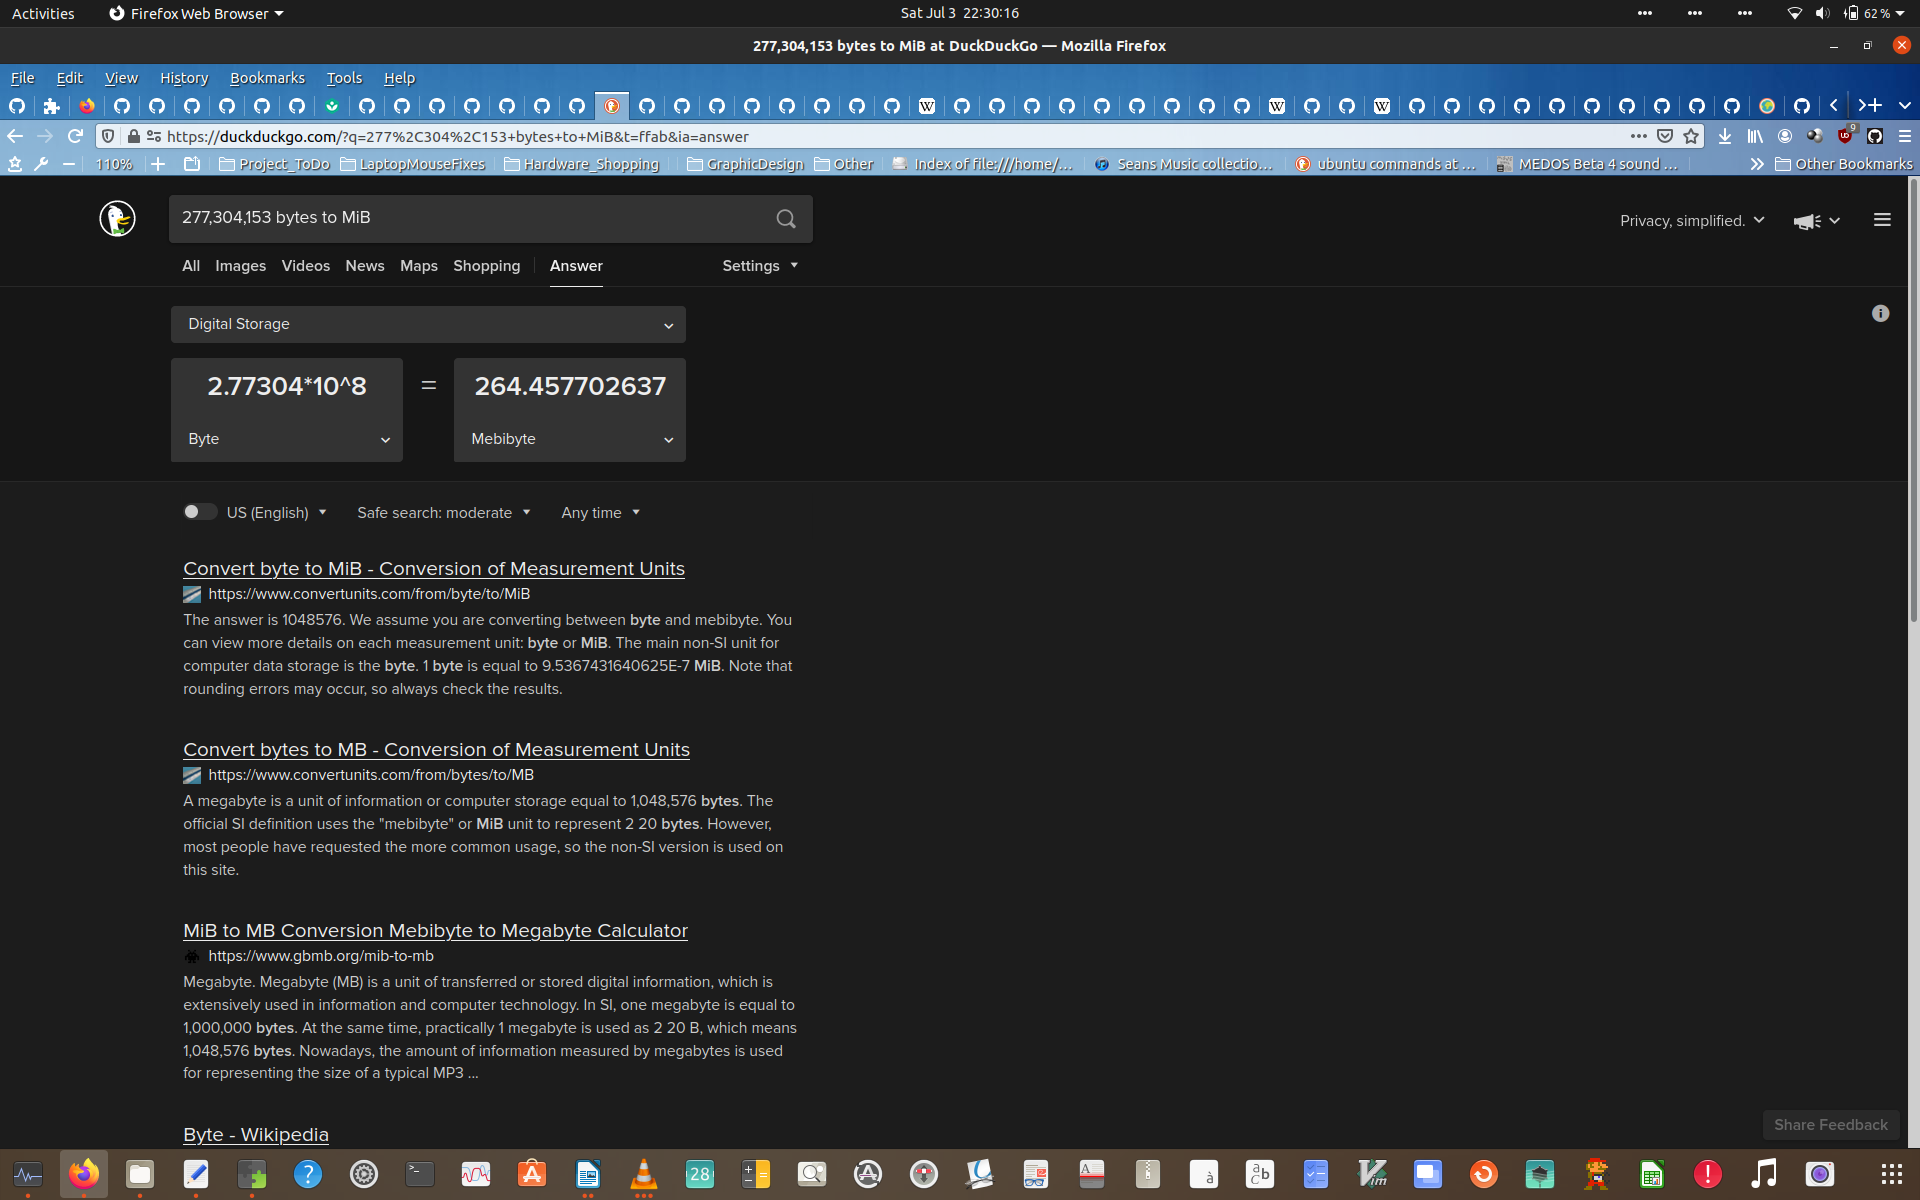 Activities
Firefox Web Browser
Sat Jul 3 22:30:16
62 %
277,304,153 bytes to MiB at DuckDuckGo — Mozilla Firefox
File Edit View History Bookmarks Tools Help
https://duckduckgo.com/?q=277%2C304%2C153+bytes+to+MiB&t=ffab&ia=answer
9
110%
Project_ToDo
LaptopMouseFixes
Hardware_Shopping
GraphicDesign
Other
Index of file:///home/...
Seans Music collectio...
ubuntu commands at ...
MEDOS Beta 4 sound ...
Other Bookmarks
277,304,153 bytes to MiB
Privacy, simplified.
All Images Videos News Maps Shopping Answer Settings
Digital Storage
2.77304*10^8 = 264.457702637
Byte Mebibyte
US (English) Safe search: moderate Any time
Convert byte to MiB - Conversion of Measurement Units
https://www.convertunits.com/from/byte/to/MiB
The answer is 1048576. We assume you are converting between byte and mebibyte. You
can view more details on each measurement unit: byte or MiB. The main non-SI unit for
computer data storage is the byte. 1 byte is equal to 9.5367431640625E-7 MiB. Note that
rounding errors may occur, so always check the results.
Convert bytes to MB - Conversion of Measurement Units
https://www.convertunits.com/from/bytes/to/MB
A megabyte is a unit of information or computer storage equal to 1,048,576 bytes. The
official SI definition uses the "mebibyte" or MiB unit to represent 2 20 bytes. However,
most people have requested the more common usage, so the non-SI version is used on
this site.
MiB to MB Conversion Mebibyte to Megabyte Calculator
https://www.gbmb.org/mib-to-mb
Megabyte. Megabyte (MB) is a unit of transferred or stored digital information, which is
extensively used in information and computer technology. In SI, one megabyte is equal to
1,000,000 bytes. At the same time, practically 1 megabyte is used as 2 20 B, which means
1,048,576 bytes. Nowadays, the amount of information measured by megabytes is used
for representing the size of a typical MP3 ...
Share Feedback
Byte - Wikipedia
28